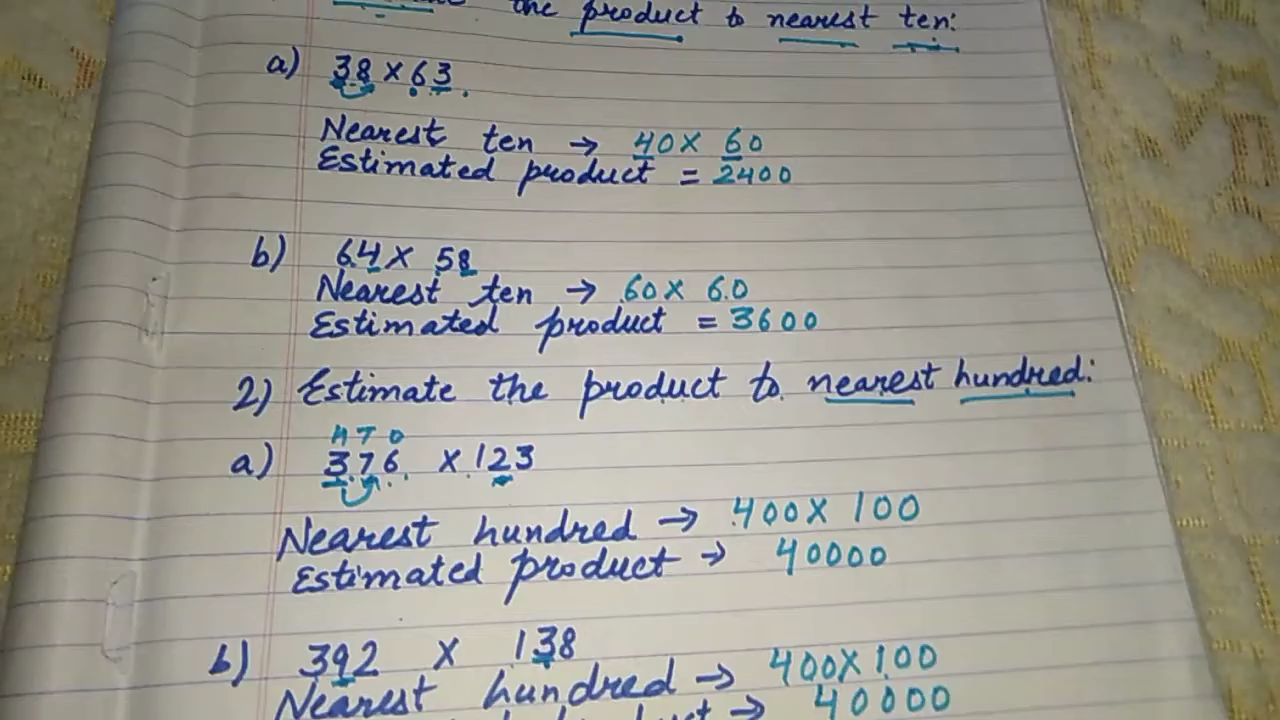 the product to nearest ten:
a) 38 × 63
Nearest ten → 40 × 60
Estimated product = 2400
b) 64 × 58
Nearest ten → 60 × 60
Estimated product = 3600
2) Estimate the product to nearest hundred:
H T O
a) 376 × 123
Nearest hundred → 400 × 100
Estimated product → 40000
b) 392 × 138
Nearest hundred → 400 × 100
→ 40000